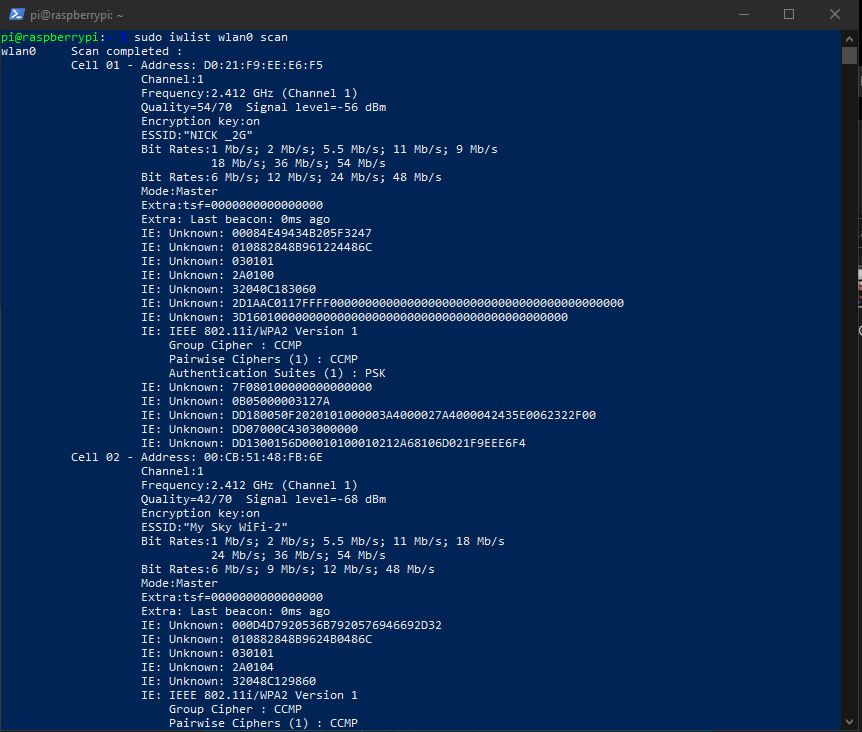 pi@raspberrypi: ~
pi@raspberrypi:~ $ sudo iwlist wlan0 scan
wlan0     Scan completed :
          Cell 01 - Address: D0:21:F9:EE:E6:F5
                    Channel:1
                    Frequency:2.412 GHz (Channel 1)
                    Quality=54/70  Signal level=-56 dBm
                    Encryption key:on
                    ESSID:"NICK _2G"
                    Bit Rates:1 Mb/s; 2 Mb/s; 5.5 Mb/s; 11 Mb/s; 9 Mb/s
                              18 Mb/s; 36 Mb/s; 54 Mb/s
                    Bit Rates:6 Mb/s; 12 Mb/s; 24 Mb/s; 48 Mb/s
                    Mode:Master
                    Extra:tsf=0000000000000000
                    Extra: Last beacon: 0ms ago
                    IE: Unknown: 00084E49434B205F3247
                    IE: Unknown: 010882848B961224486C
                    IE: Unknown: 030101
                    IE: Unknown: 2A0100
                    IE: Unknown: 32040C183060
                    IE: Unknown: 2D1AAC0117FFFF000000000000000000000000000000000000000000
                    IE: Unknown: 3D1601000000000000000000000000000000000000000000
                    IE: IEEE 802.11i/WPA2 Version 1
                        Group Cipher : CCMP
                        Pairwise Ciphers (1) : CCMP
                        Authentication Suites (1) : PSK
                    IE: Unknown: 7F080100000000000000
                    IE: Unknown: 0B05000003127A
                    IE: Unknown: DD180050F2020101000003A4000027A4000042435E0062322F00
                    IE: Unknown: DD07000C4303000000
                    IE: Unknown: DD1300156D00010100010212A68106D021F9EEE6F4
          Cell 02 - Address: 00:CB:51:48:FB:6E
                    Channel:1
                    Frequency:2.412 GHz (Channel 1)
                    Quality=42/70  Signal level=-68 dBm
                    Encryption key:on
                    ESSID:"My Sky WiFi-2"
                    Bit Rates:1 Mb/s; 2 Mb/s; 5.5 Mb/s; 11 Mb/s; 18 Mb/s
                              24 Mb/s; 36 Mb/s; 54 Mb/s
                    Bit Rates:6 Mb/s; 9 Mb/s; 12 Mb/s; 48 Mb/s
                    Mode:Master
                    Extra:tsf=0000000000000000
                    Extra: Last beacon: 0ms ago
                    IE: Unknown: 000D4D7920536B7920576946692D32
                    IE: Unknown: 010882848B9624B0486C
                    IE: Unknown: 030101
                    IE: Unknown: 2A0104
                    IE: Unknown: 32048C129860
                    IE: IEEE 802.11i/WPA2 Version 1
                        Group Cipher : CCMP
                        Pairwise Ciphers (1) : CCMP